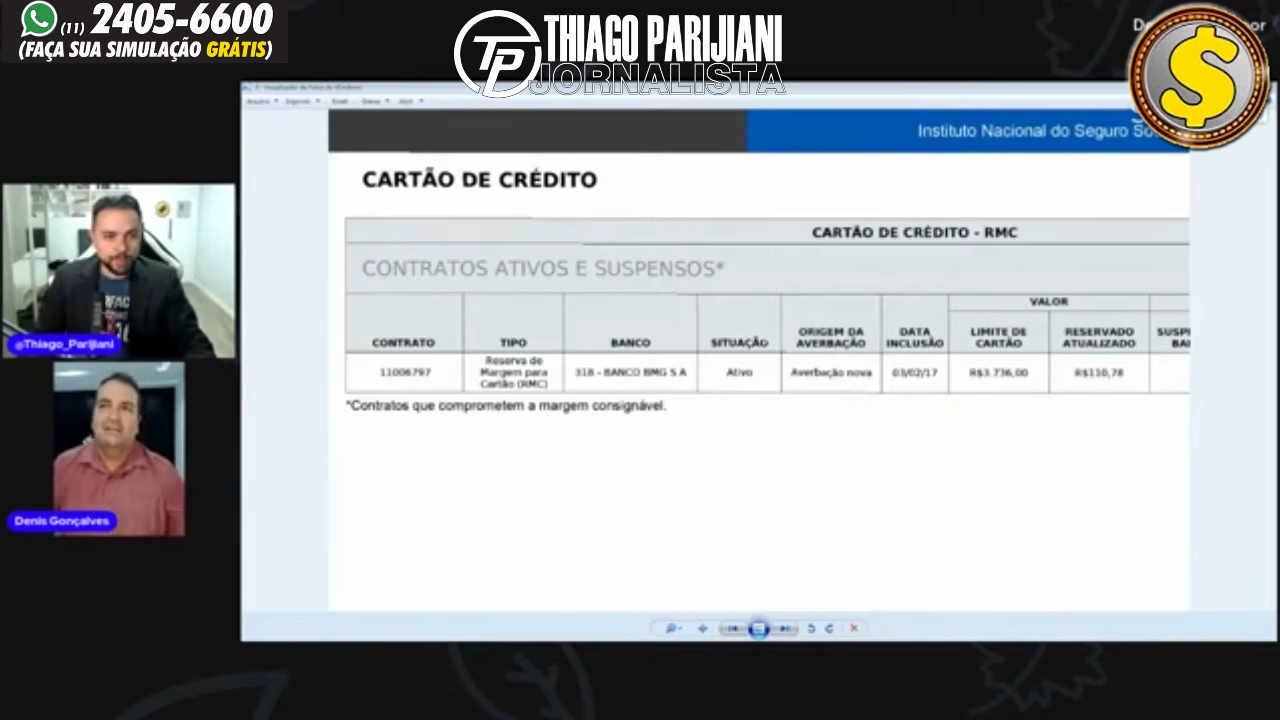 (11) 2405-6600
(FAÇA SUA SIMULAÇÃO GRÁTIS)
THIAGO PARIJIANI
TP
JORNALISTA
Instituto Nacional do Seguro
CARTÃO DE CRÉDITO
CARTÃO DE CRÉDITO - RMC
CONTRATOS ATIVOS E SUSPENSOS*
VALOR
CONTRATO TIPO BANCO SITUAÇÃO ORIGEM DA AVERBAÇÃO DATA INCLUSÃO LIMITE DE CARTÃO RESERVADO ATUALIZADO
11006797 Reserva de Margem para Cartão (RMC) 318 - BANCO BMG S A Ativo Averbação nova 03/02/17 R$3.736,00 R$110,78
*Contratos que comprometem a margem consignável.
@Thiago_Parijiani
Denis Gonçalves